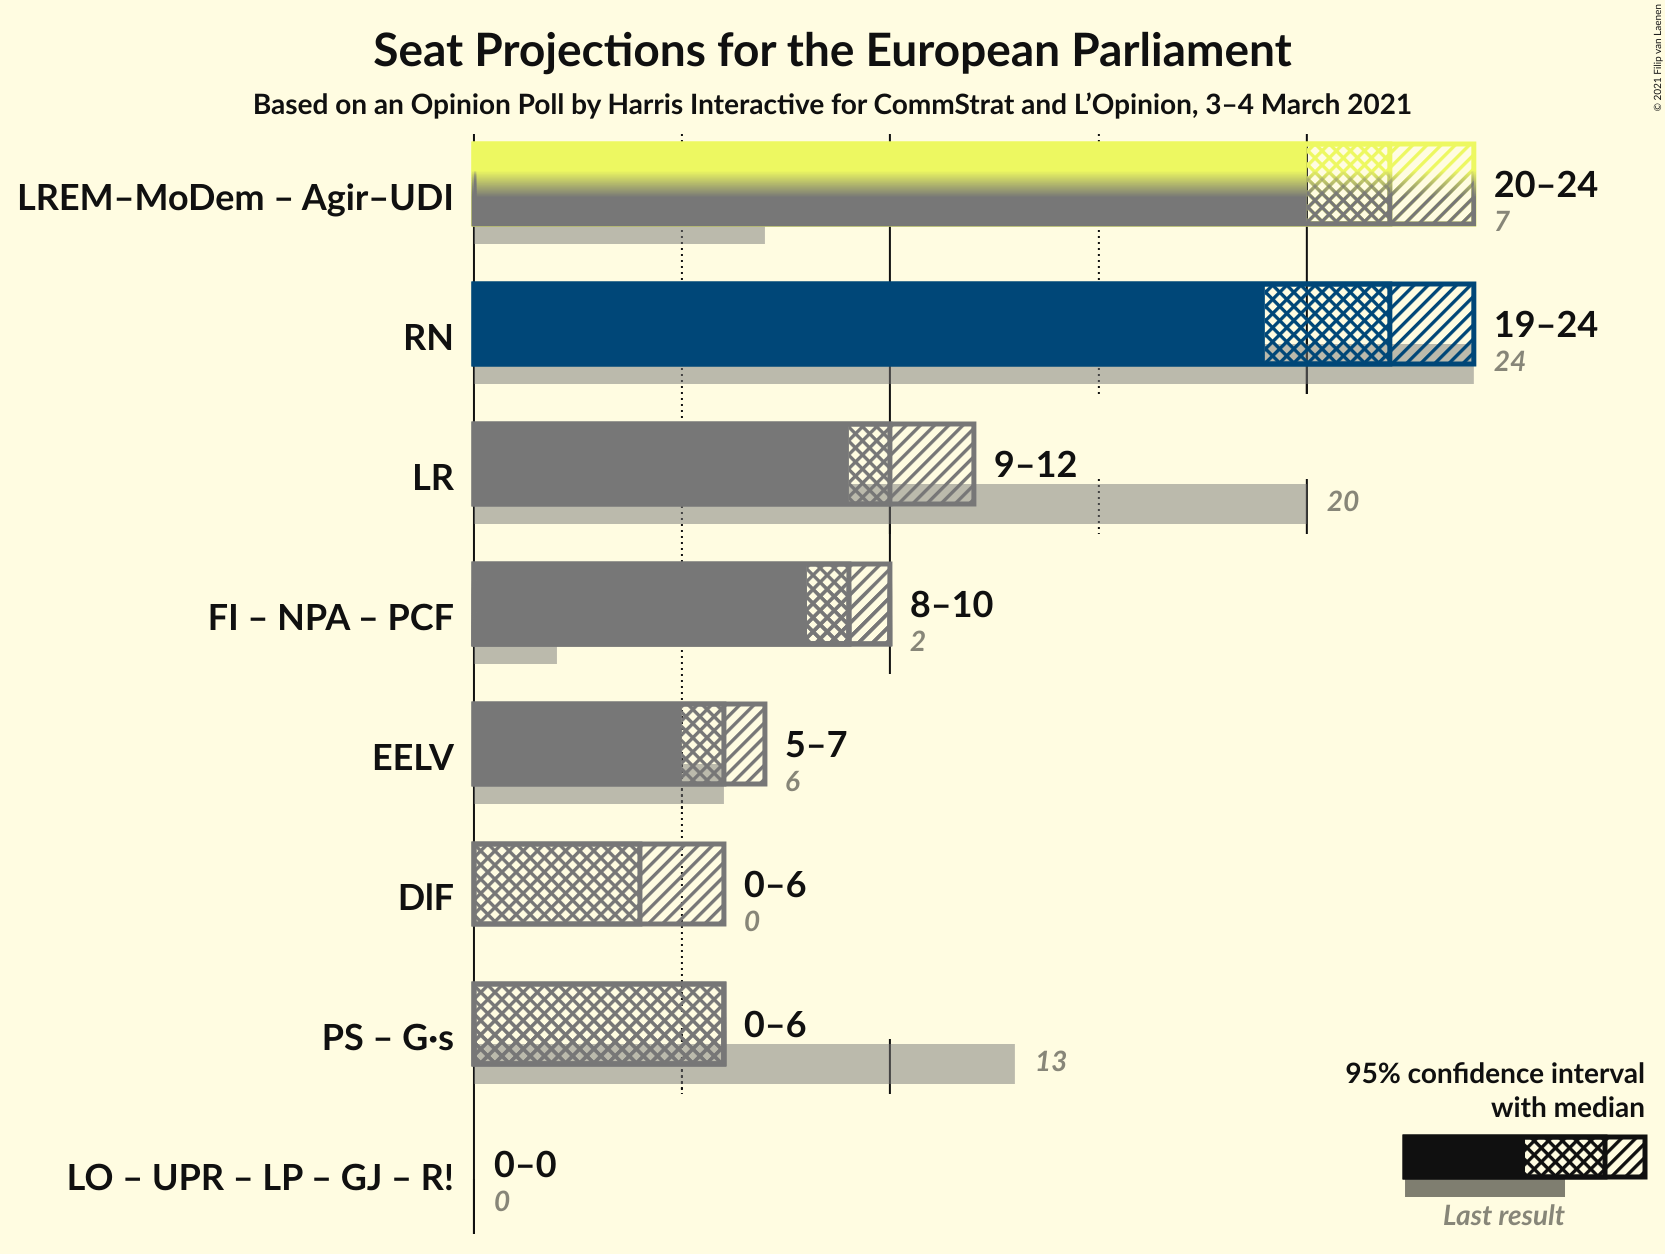 Seat Projections for the European Parliament
Based on an Opinion Poll by Harris Interactive for CommStrat and L’Opinion, 3–4 March 2021
© 2021 Filip van Laenen
LREM–MoDem – Agir–UDI
20–24
7
RN
19–24
24
LR
9–12
20
FI – NPA – PCF
8–10
2
EELV
5–7
6
DlF
0–6
0
PS – G·s
0–6
13
LO – UPR – LP – GJ – R!
0–0
0
95% confidence interval
with median
Last result